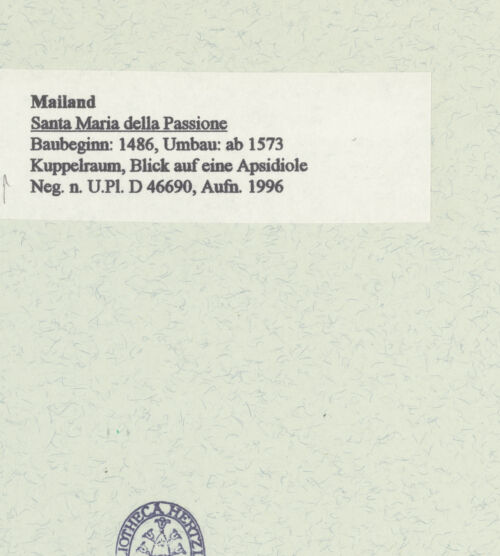 Mailand
Santa Maria della Passione
Baubeginn: 1486, Umbau: ab 1573
Kuppelraum, Blick auf eine Apsidiole
Neg. n. U.Pl. D 46690, Aufn. 1996